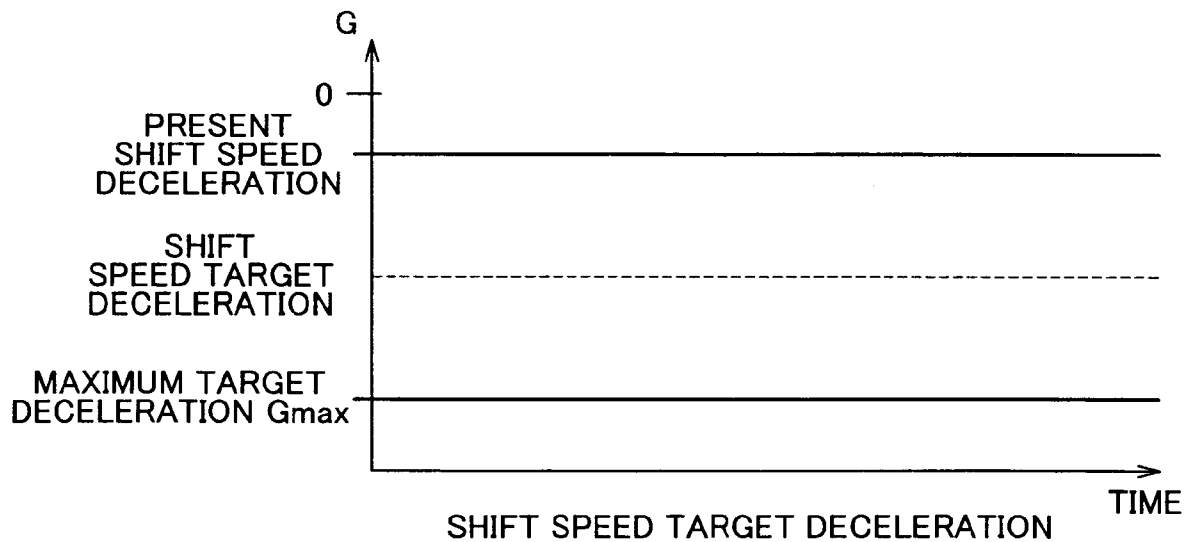 G
0
PRESENT
SHIFT SPEED
DECELERATION
SHIFT
SPEED TARGET
DECELERATION
MAXIMUM TARGET
DECELERATION Gmax
TIME
SHIFT SPEED TARGET DECELERATION